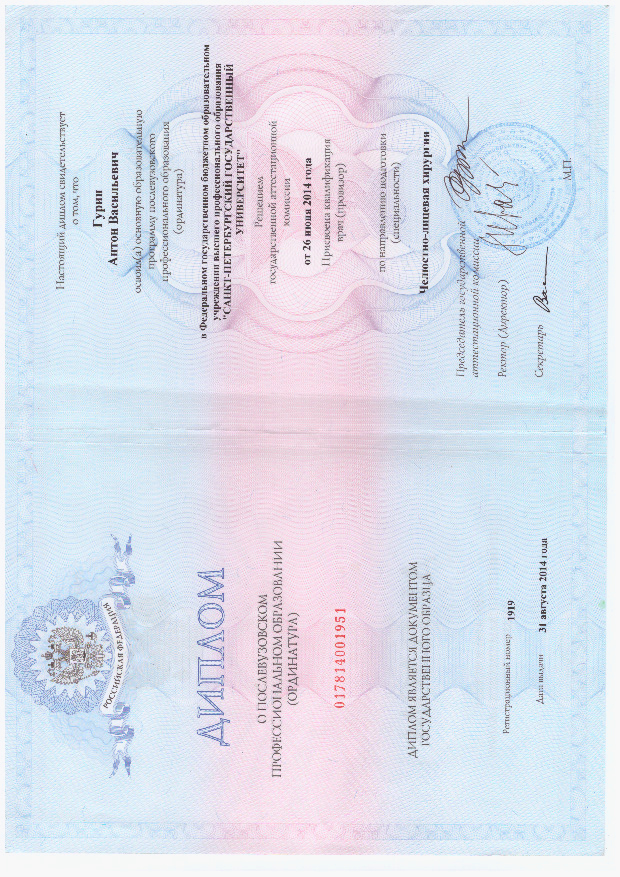 РОССИЙСКАЯ ФЕДЕРАЦИЯ
ДИПЛОМ
О ПОСЛЕВУЗОВСКОМ
ПРОФЕССИОНАЛЬНОМ ОБРАЗОВАНИИ
(ОРДИНАТУРА)
017814001951
ДИПЛОМ ЯВЛЯЕТСЯ ДОКУМЕНТОМ
ГОСУДАРСТВЕННОГО ОБРАЗЦА
Регистрационный номер 1919
Дата выдачи 31 августа 2014 года
Настоящий диплом свидетельствует
о том, что
Гурин
Антон Васильевич
освоил(а) основную образовательную
программу послевузовского
профессионального образования
(ординатура)
в Федеральном государственном бюджетном образовательном
учреждении высшего профессионального образования
"САНКТ-ПЕТЕРБУРГСКИЙ ГОСУДАРСТВЕННЫЙ
УНИВЕРСИТЕТ"
Решением
государственной аттестационной
комиссии
от 26 июня 2014 года
Присвоена квалификация
врач (провизор)
по направлению подготовки
(специальности)
Челюстно-лицевая хирургия
Председатель государственной
аттестационной комиссии
Ректор (Директор)
Секретарь
М.П.